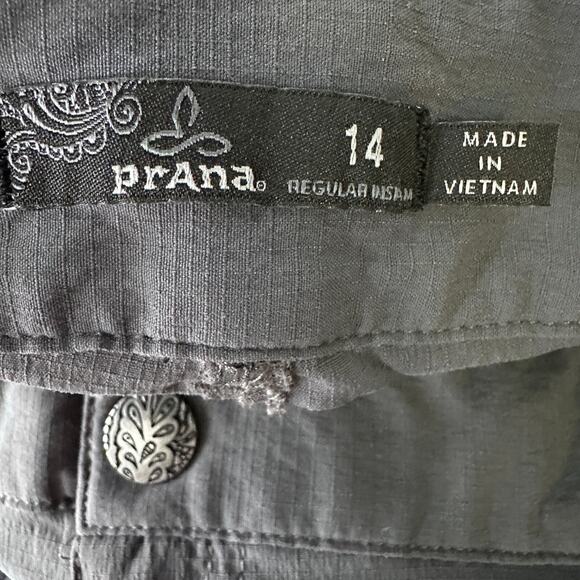 prAna
14
REGULAR INSAM
MADE
IN
VIETNAM